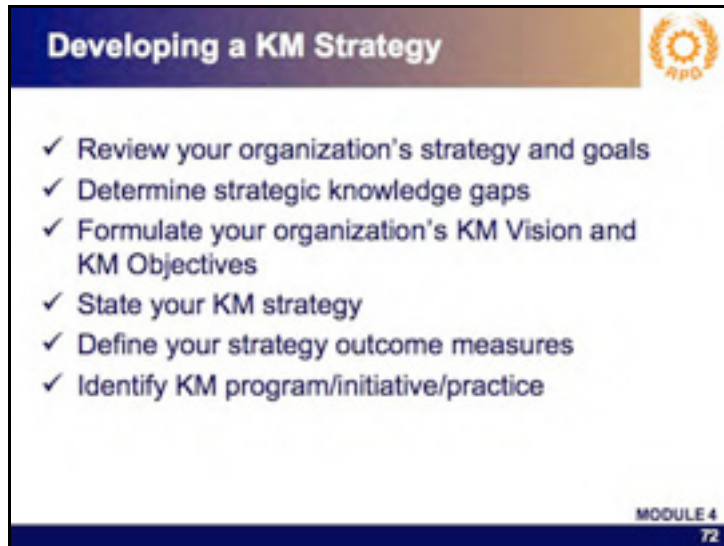 Developing a KM Strategy
APO
✓ Review your organization's strategy and goals
✓ Determine strategic knowledge gaps
✓ Formulate your organization's KM Vision and
KM Objectives
✓ State your KM strategy
✓ Define your strategy outcome measures
✓ Identify KM program/initiative/practice
MODULE 4
72